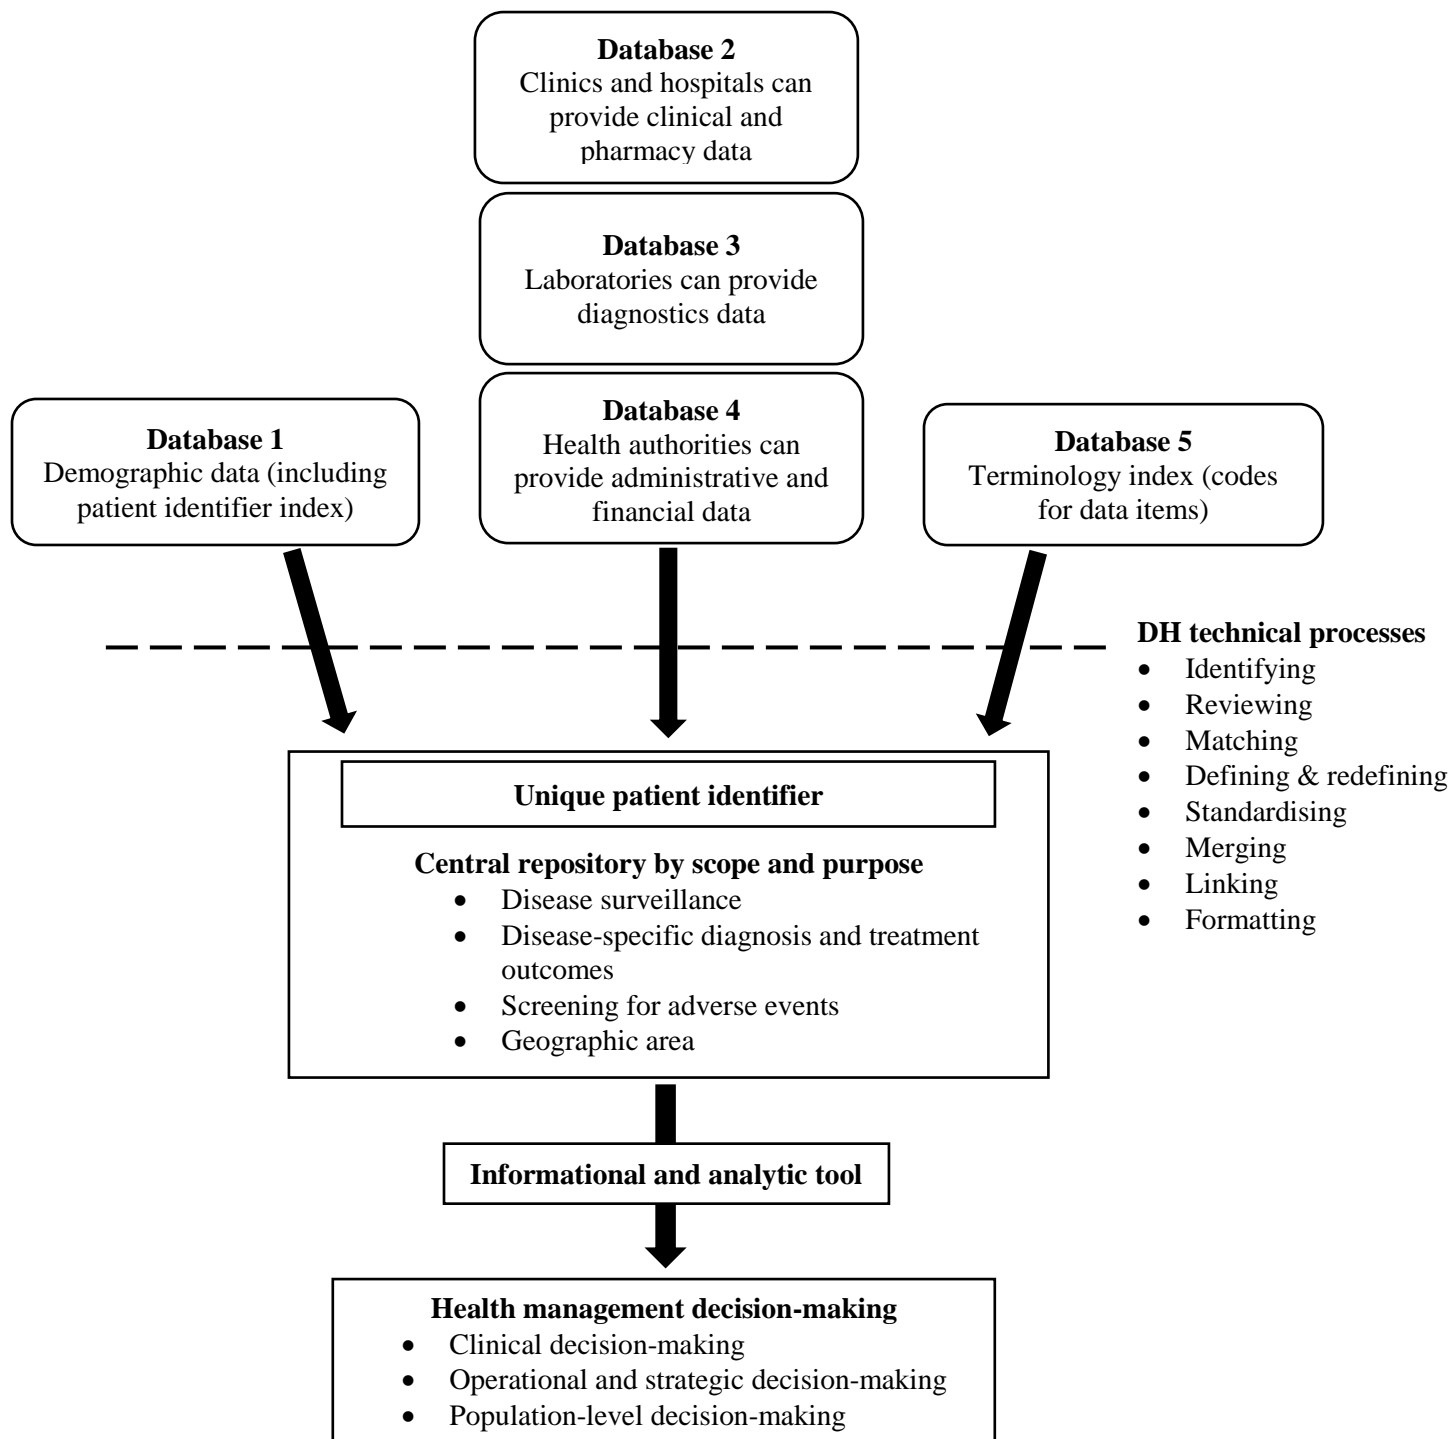 Database 2
Clinics and hospitals can
provide clinical and
pharmacy data
Database 3
Laboratories can provide
diagnostics data
Database 4
Health authorities can
provide administrative and
financial data
Database 1
Demographic data (including
patient identifier index)
Database 5
Terminology index (codes
for data items)
DH technical processes
• Identifying
• Reviewing
• Matching
• Defining & redefining
• Standardising
• Merging
• Linking
• Formatting
Unique patient identifier
Central repository by scope and purpose
• Disease surveillance
• Disease-specific diagnosis and treatment
outcomes
• Screening for adverse events
• Geographic area
Informational and analytic tool
Health management decision-making
• Clinical decision-making
• Operational and strategic decision-making
• Population-level decision-making